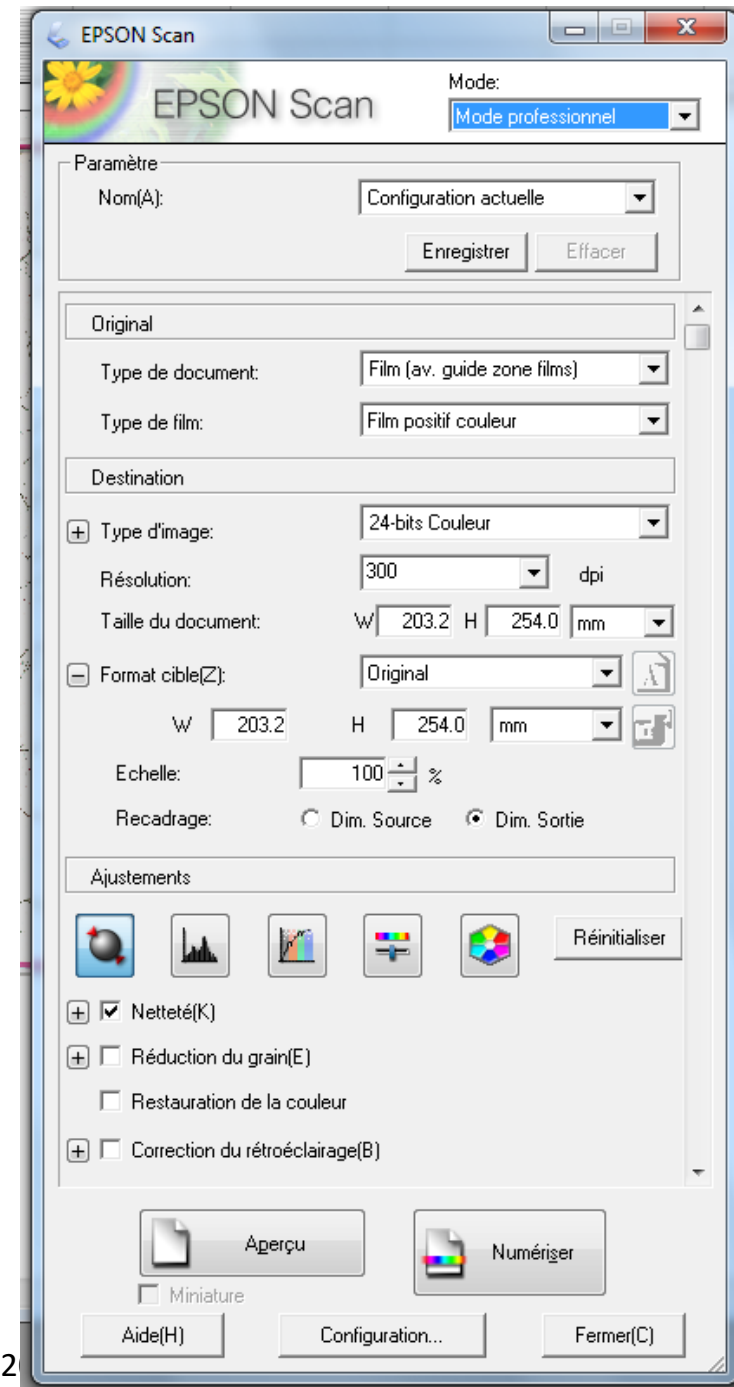 EPSON Scan
EPSON Scan
Mode:
Mode professionnel
Paramètre
Nom(A): Configuration actuelle
Enregistrer Effacer
Original
Type de document: Film (av. guide zone films)
Type de film: Film positif couleur
Destination
Type d'image: 24-bits Couleur
Résolution: 300 dpi
Taille du document: W 203.2 H 254.0 mm
Format cible(Z): Original
W 203.2 H 254.0 mm
Echelle: 100 %
Recadrage: Dim. Source Dim. Sortie
Ajustements
Réinitialiser
Netteté(K)
Réduction du grain(E)
Restauration de la couleur
Correction du rétroéclairage(B)
Aperçu Numériser
Miniature
Aide(H) Configuration... Fermer(C)